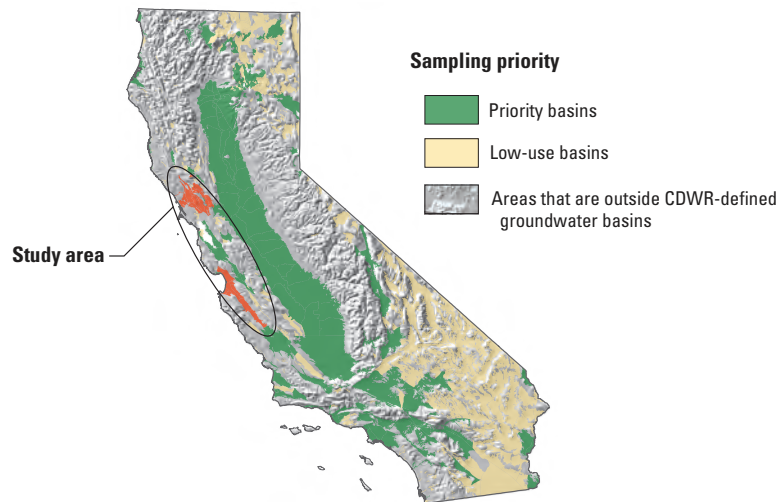 Sampling priority
Priority basins
Low-use basins
Areas that are outside CDWR-defined
groundwater basins
Study area